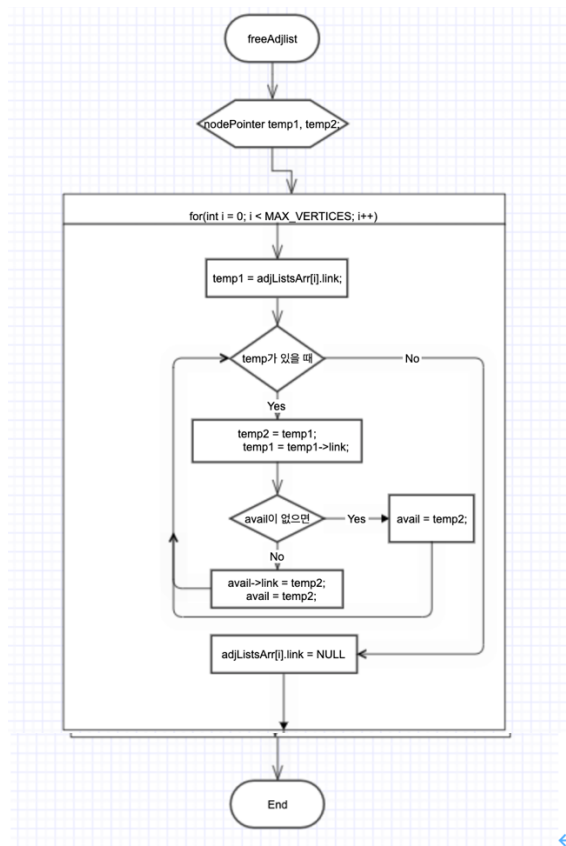 freeAdjlist
nodePointer temp1, temp2;
for(int i = 0; i < MAX_VERTICES; i++)
temp1 = adjListsArr[i].link;
temp가 있을 때
No
Yes
temp2 = temp1;
temp1 = temp1->link;
avail이 없으면
Yes
avail = temp2;
No
avail->link = temp2;
avail = temp2;
adjListsArr[i].link = NULL
End